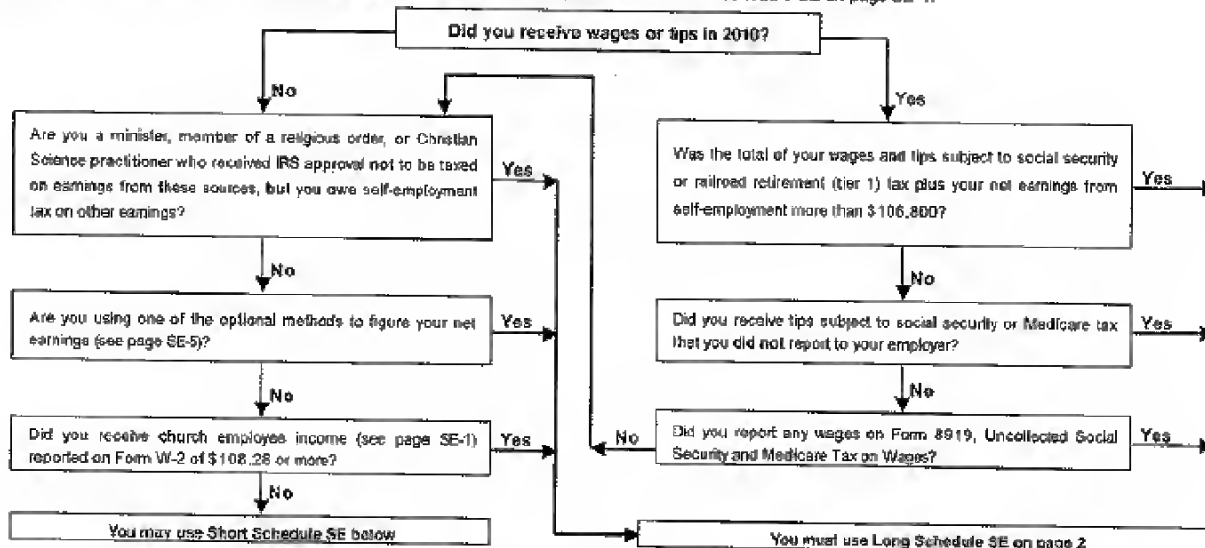 on page SE-1.
Did you receive wages or tips in 2010?
No
Yes
Are you a minister, member of a religious order, or Christian
Science practitioner who received IRS approval not to be taxed
on earnings from these sources, but you owe self-employment
tax on other earnings?
Yes
Was the total of your wages and tips subject to social security
or railroad retirement (tier 1) tax plus your net earnings from
self-employment more than $106,800?
Yes
No
No
Are you using one of the optional methods to figure your net
earnings (see page SE-5)?
Yes
Did you receive tips subject to social security or Medicare tax
that you did not report to your employer?
Yes
No
No
Did you receive church employee income (see page SE-1)
reported on Form W-2 of $108.28 or more?
Yes
No
Did you report any wages on Form 8919, Uncollected Social
Security and Medicare Tax on Wages?
Yes
No
You may use Short Schedule SE below
You must use Long Schedule SE on page 2